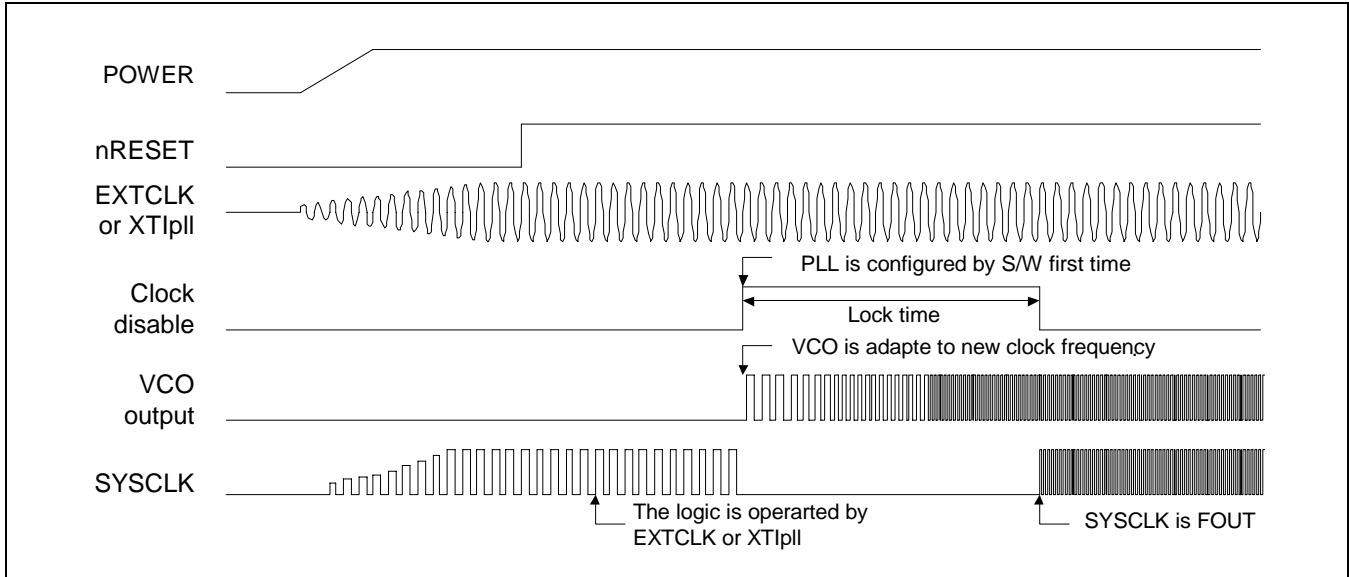 POWER
nRESET
EXTCLK
or XTIpll
PLL is configured by S/W first time
Clock
disable
Lock time
VCO is adapte to new clock frequency
VCO
output
SYSCLK
The logic is operarted by
EXTCLK or XTIpll
SYSCLK is FOUT